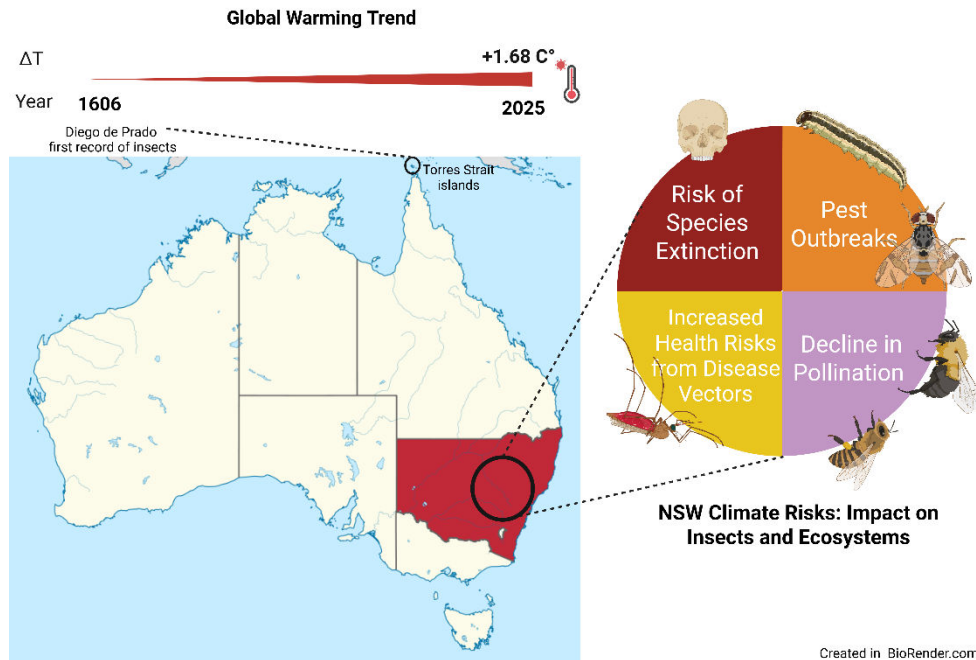 Global Warming Trend
ΔT
+1.68 C°
Year
1606
2025
Diego de Prado
first record of insects
Torres Strait
islands
Risk of
Species
Extinction
Pest
Outbreaks
Increased
Health Risks
from Disease
Vectors
Decline in
Pollination
NSW Climate Risks: Impact on
Insects and Ecosystems
Created in BioRender.com